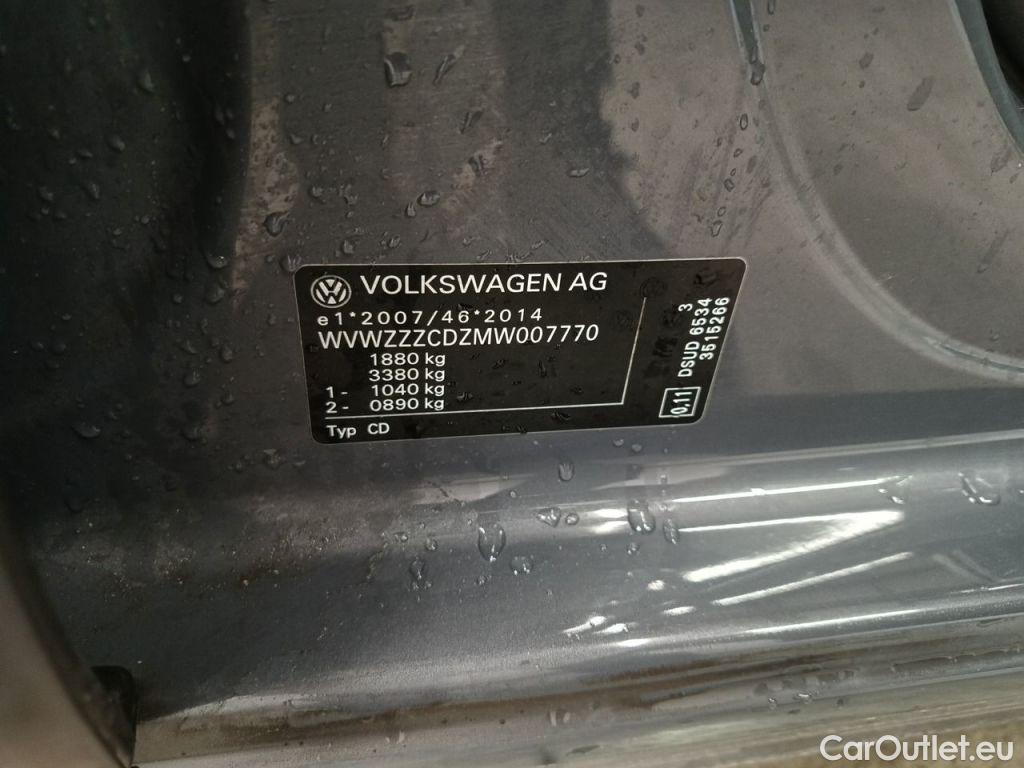 VOLKSWAGEN AG
e1*2007/46*2014
WVWZZZCDZMW007770
1880 kg
3380 kg
1 - 1040 kg
2 - 0890 kg
Typ CD
3
DSUD 6534
3515266
0.11
CarOutlet.eu